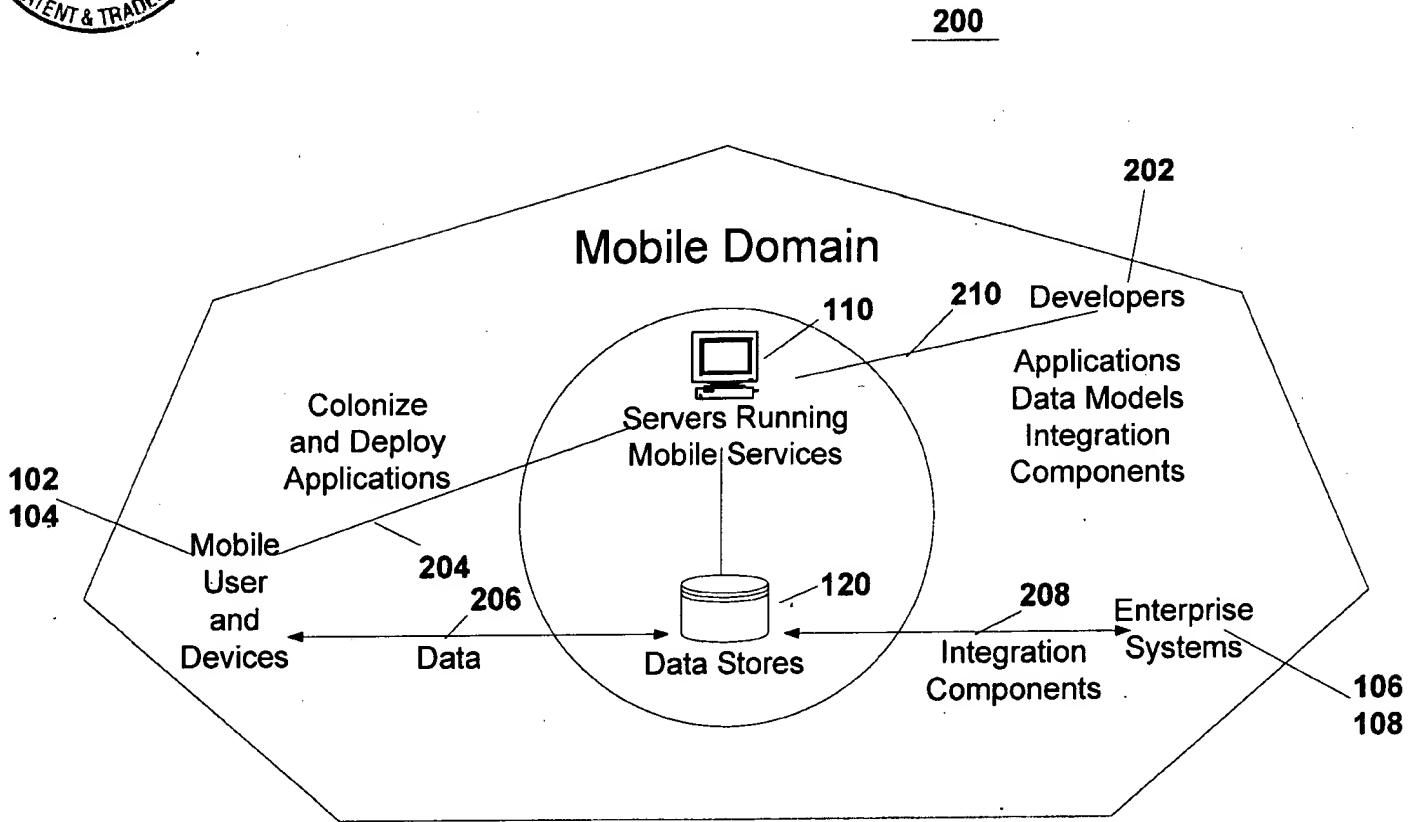 ATENT & TRADE
200
202
Mobile Domain
110
210
Developers
Colonize
and Deploy
Applications
Servers Running
Mobile Services
Applications
Data Models
Integration
Components
102
104
Mobile
User
and
Devices
204
206
Data
120
Data Stores
208
Integration
Components
Enterprise
Systems
106
108